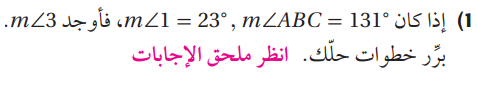 1) إذا كان m∠1 = 23°, m∠ABC = 131°، فأوجد m∠3.
برِّر خطوات حلّك. انظر ملحق الإجابات